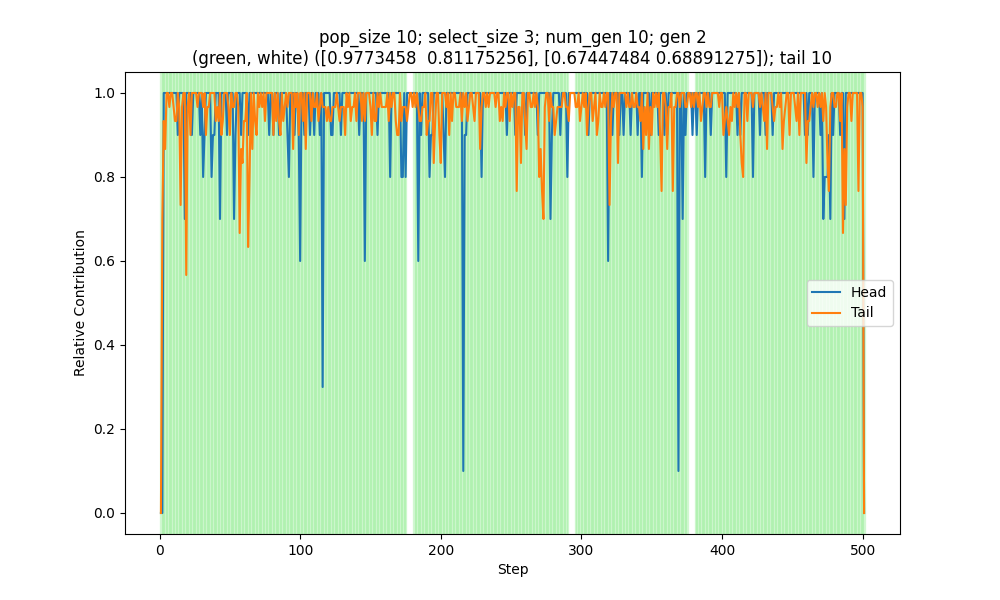 pop_size 10; select_size 3; num_gen 10; gen 2
(green, white) ([0.9773458  0.81175256], [0.67447484 0.68891275]); tail 10
Relative Contribution
1.0
0.8
0.6
0.4
0.2
0.0
Head
Tail
0
100
200
300
400
500
Step